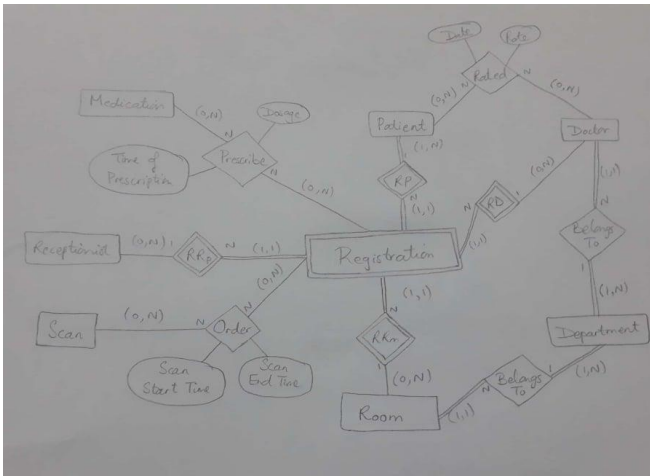 Date
Rate
Rated
N
N
(0,N)
(0,N)
Medication
(0,N)
N
Dosage
Prescribe
Time of
Prescription
N
(0,N)
Patient
(1,N)
1
RP
N
(1,1)
Doctor
(0,N)
1
RD
N
(1,1)
(1,1)
N
Belongs
To
1
(1,N)
Receptionist
(0,N)
1
RRp
N
(1,1)
Registration
(0,N)
N
Scan
(0,N)
N
Order
Scan
Start Time
Scan
End Time
(1,1)
N
RRm
1
(0,N)
Room
(1,1)
N
Belongs
To
1
(1,N)
Department